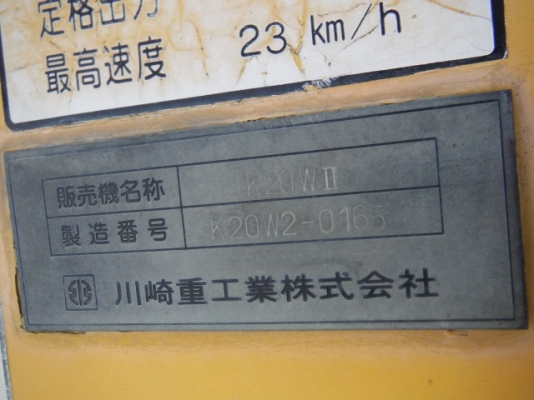 定格出力
最高速度 23 km/h
販売機名称 K20WⅡ
製造番号 K20W2-0165
川崎重工業株式会社